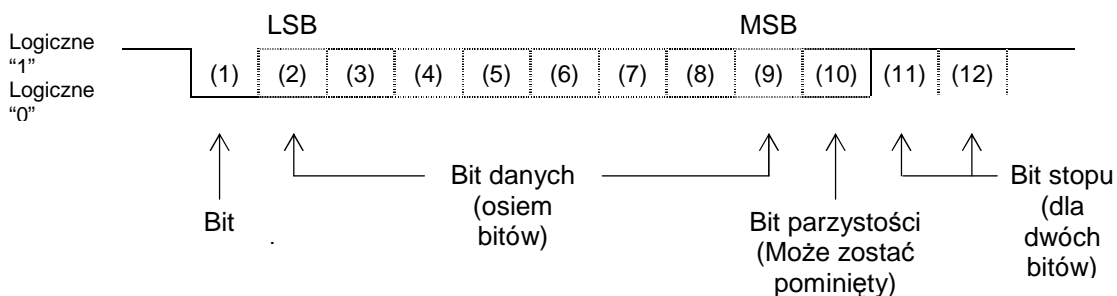 LSB MSB
Logiczne
“1”
Logiczne
“0”
(1) (2) (3) (4) (5) (6) (7) (8) (9) (10) (11) (12)
Bit
Bit danych
(osiem
bitów)
Bit parzystości
(Może zostać
pominięty)
Bit stopu
(dla
dwóch
bitów)